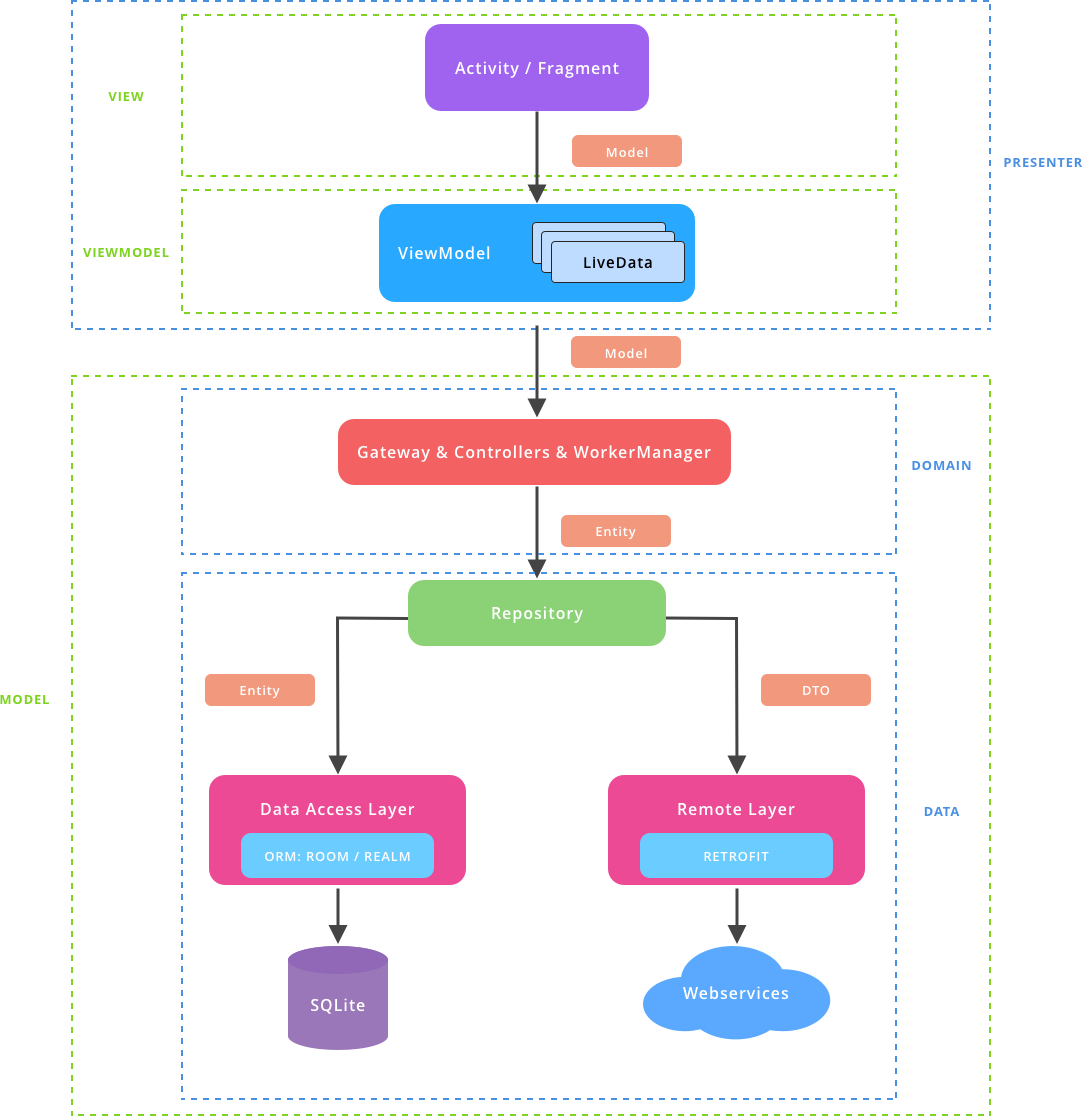 Activity / Fragment
VIEW
Model
PRESENTER
VIEWMODEL
ViewModel
LiveData
Model
Gateway & Controllers & WorkerManager
DOMAIN
Entity
Repository
Entity
DTO
MODEL
Data Access Layer
Remote Layer
DATA
ORM: ROOM / REALM
RETROFIT
SQLite
Webservices